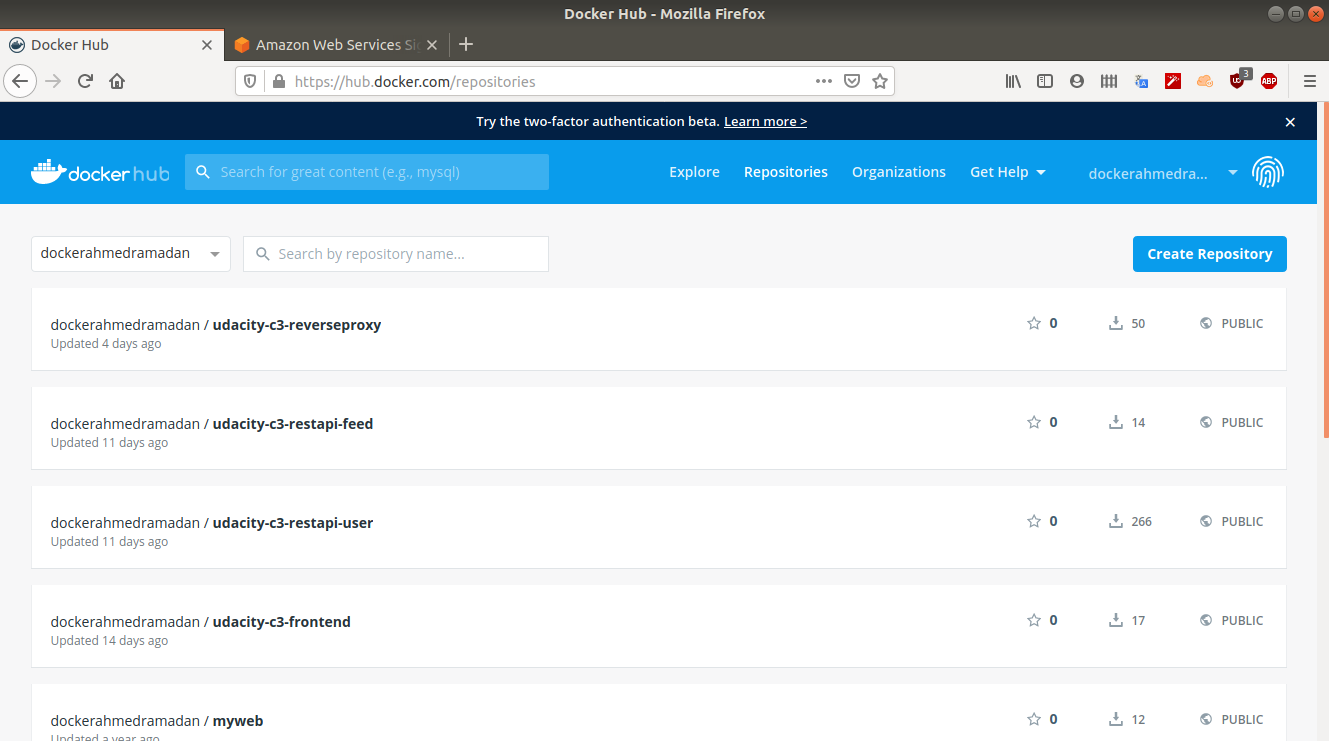 Docker Hub - Mozilla Firefox
Docker Hub
Amazon Web Services Si
https://hub.docker.com/repositories
3
UO
ABP
Try the two-factor authentication beta. Learn more >
docker hub
Search for great content (e.g., mysql)
Explore
Repositories
Organizations
Get Help
dockerahmedra...
dockerahmedramadan
Search by repository name...
Create Repository
dockerahmedramadan / udacity-c3-reverseproxy
0
50
PUBLIC
Updated 4 days ago
dockerahmedramadan / udacity-c3-restapi-feed
0
14
PUBLIC
Updated 11 days ago
dockerahmedramadan / udacity-c3-restapi-user
0
266
PUBLIC
Updated 11 days ago
dockerahmedramadan / udacity-c3-frontend
0
17
PUBLIC
Updated 14 days ago
dockerahmedramadan / myweb
0
12
PUBLIC
Updated a year ago